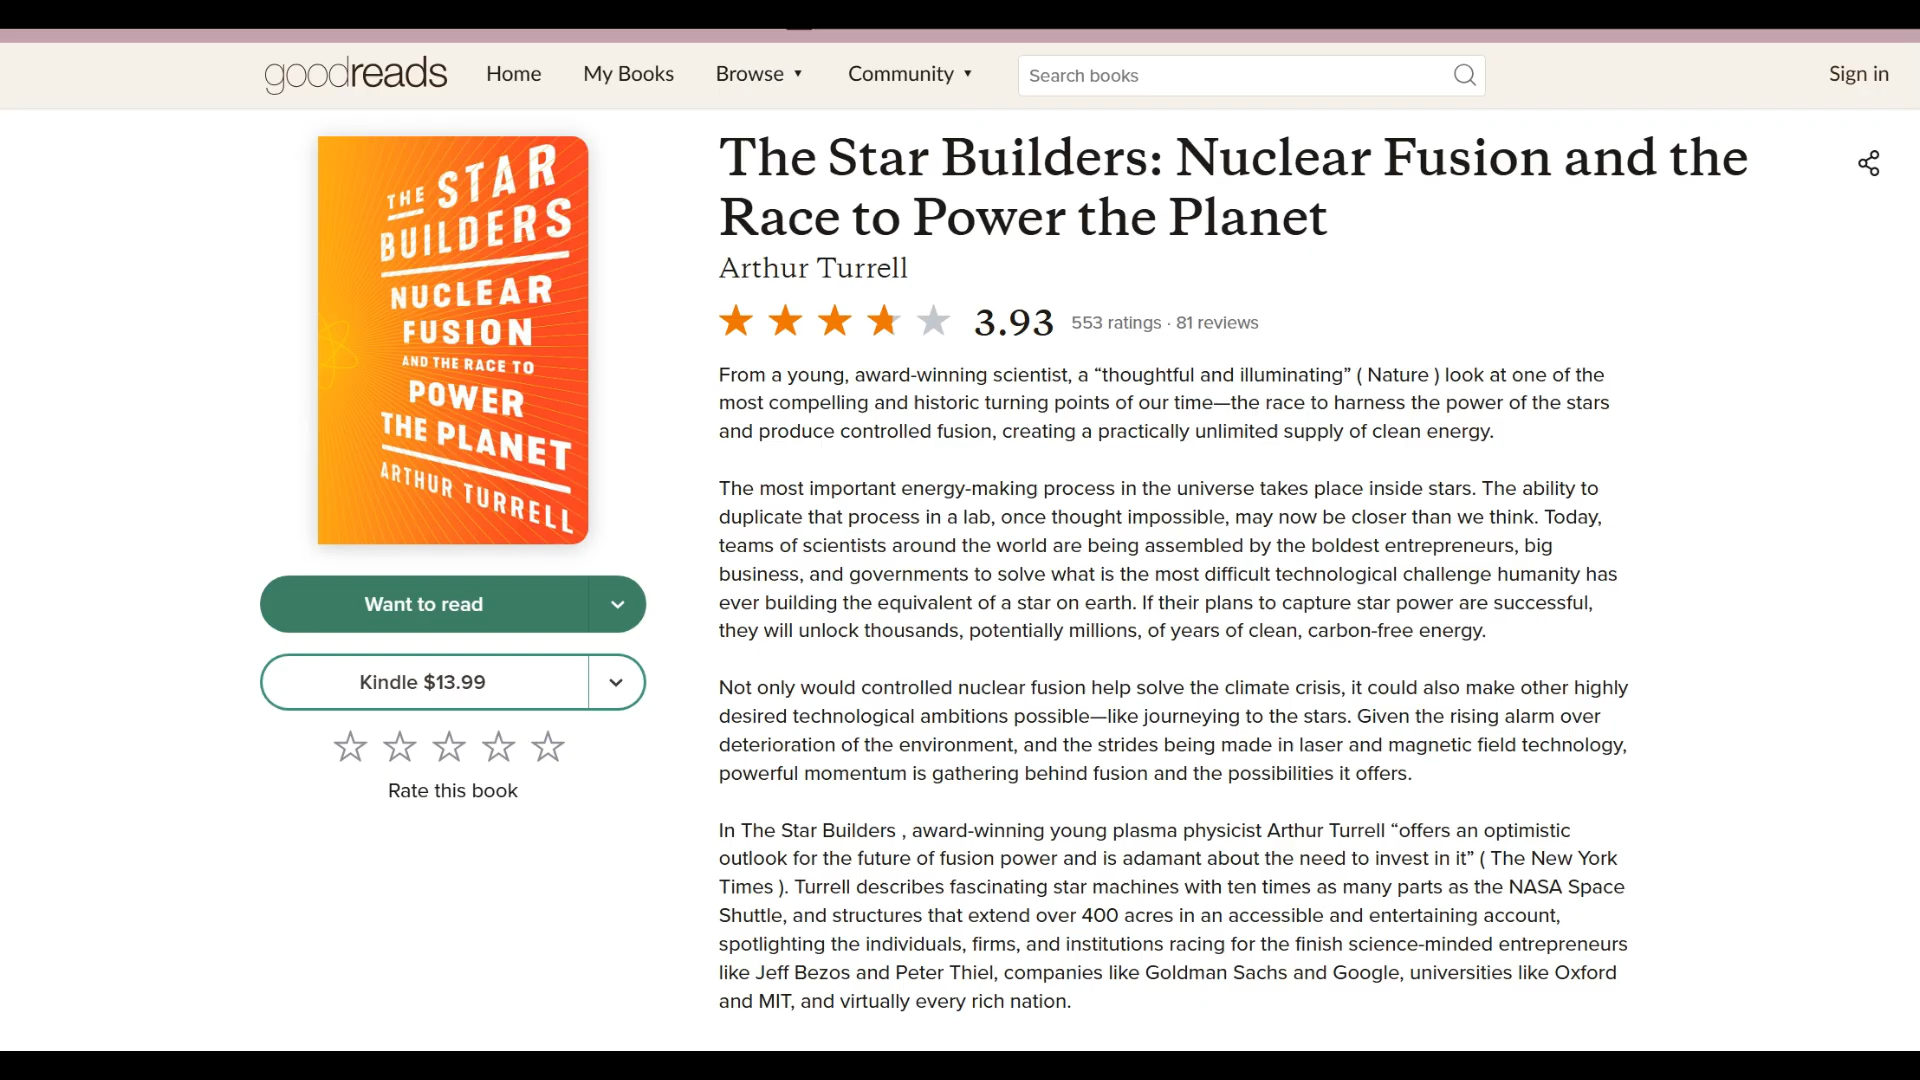 goodreads
Home
My Books
Browse
Community
Search books
Sign in
THE STAR
BUILDERS
NUCLEAR
FUSION
AND THE RACE TO
POWER
THE PLANET
ARTHUR TURRELL
Want to read
Kindle $13.99
Rate this book
The Star Builders: Nuclear Fusion and the
Race to Power the Planet
Arthur Turrell
3.93 553 ratings · 81 reviews
From a young, award-winning scientist, a “thoughtful and illuminating” ( Nature ) look at one of the
most compelling and historic turning points of our time—the race to harness the power of the stars
and produce controlled fusion, creating a practically unlimited supply of clean energy.
The most important energy-making process in the universe takes place inside stars. The ability to
duplicate that process in a lab, once thought impossible, may now be closer than we think. Today,
teams of scientists around the world are being assembled by the boldest entrepreneurs, big
business, and governments to solve what is the most difficult technological challenge humanity has
ever building the equivalent of a star on earth. If their plans to capture star power are successful,
they will unlock thousands, potentially millions, of years of clean, carbon-free energy.
Not only would controlled nuclear fusion help solve the climate crisis, it could also make other highly
desired technological ambitions possible—like journeying to the stars. Given the rising alarm over
deterioration of the environment, and the strides being made in laser and magnetic field technology,
powerful momentum is gathering behind fusion and the possibilities it offers.
In The Star Builders , award-winning young plasma physicist Arthur Turrell “offers an optimistic
outlook for the future of fusion power and is adamant about the need to invest in it” ( The New York
Times ). Turrell describes fascinating star machines with ten times as many parts as the NASA Space
Shuttle, and structures that extend over 400 acres in an accessible and entertaining account,
spotlighting the individuals, firms, and institutions racing for the finish science-minded entrepreneurs
like Jeff Bezos and Peter Thiel, companies like Goldman Sachs and Google, universities like Oxford
and MIT, and virtually every rich nation.